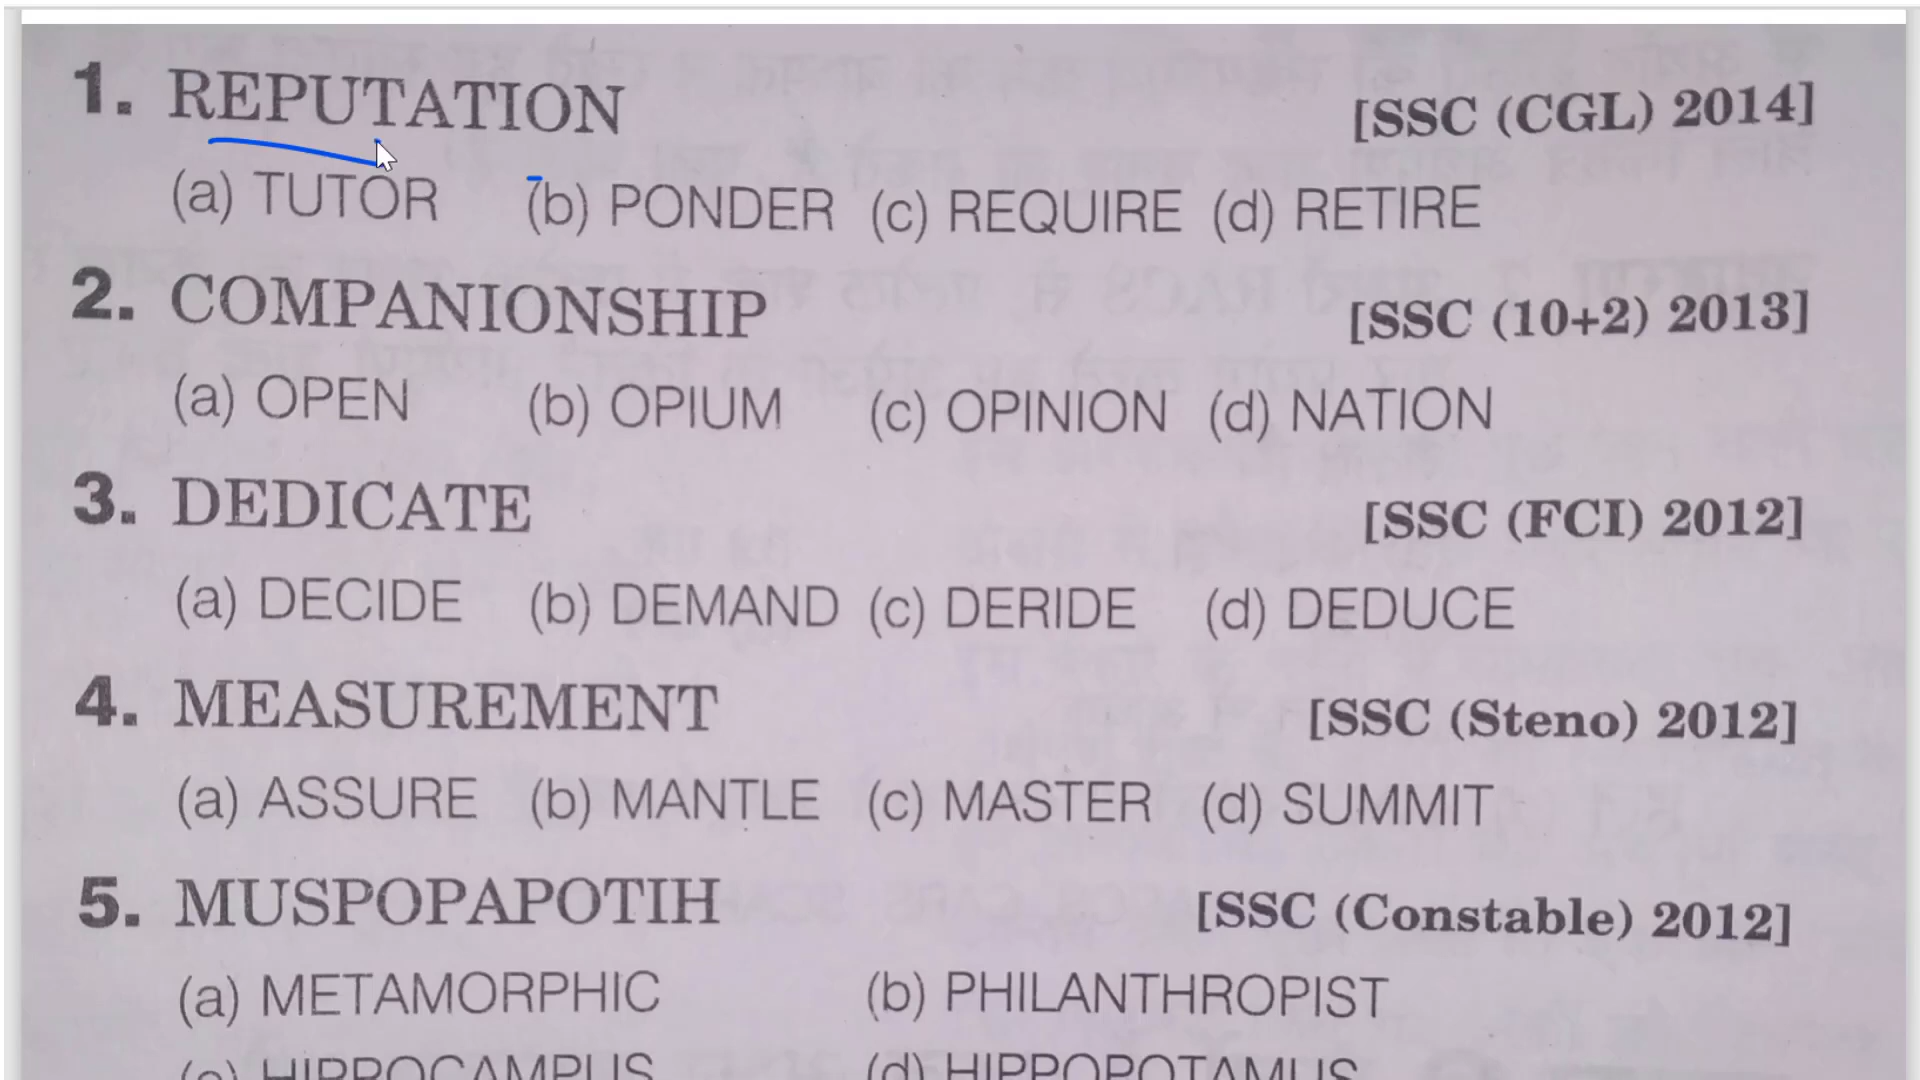 1. REPUTATION [SSC (CGL) 2014]
(a) TUTOR (b) PONDER (c) REQUIRE (d) RETIRE
2. COMPANIONSHIP [SSC (10+2) 2013]
(a) OPEN (b) OPIUM (c) OPINION (d) NATION
3. DEDICATE [SSC (FCI) 2012]
(a) DECIDE (b) DEMAND (c) DERIDE (d) DEDUCE
4. MEASUREMENT [SSC (Steno) 2012]
(a) ASSURE (b) MANTLE (c) MASTER (d) SUMMIT
5. MUSPOPAPOTIH [SSC (Constable) 2012]
(a) METAMORPHIC (b) PHILANTHROPIST
(c) HIPPOCAMPUS (d) HIPPOPOTAMUS